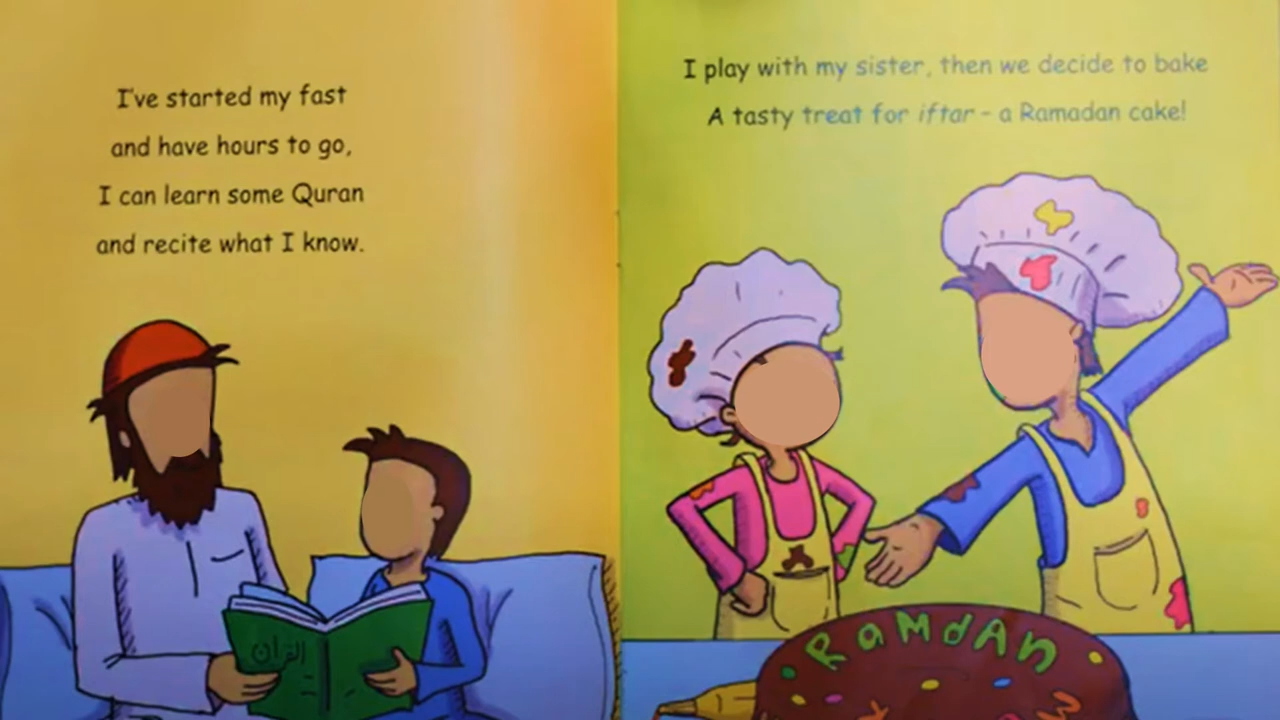 I've started my fast
and have hours to go,
I can learn some Quran
and recite what I know.
القرآن
I play with my sister, then we decide to bake
A tasty treat for iftar - a Ramadan cake!
RaMdAN